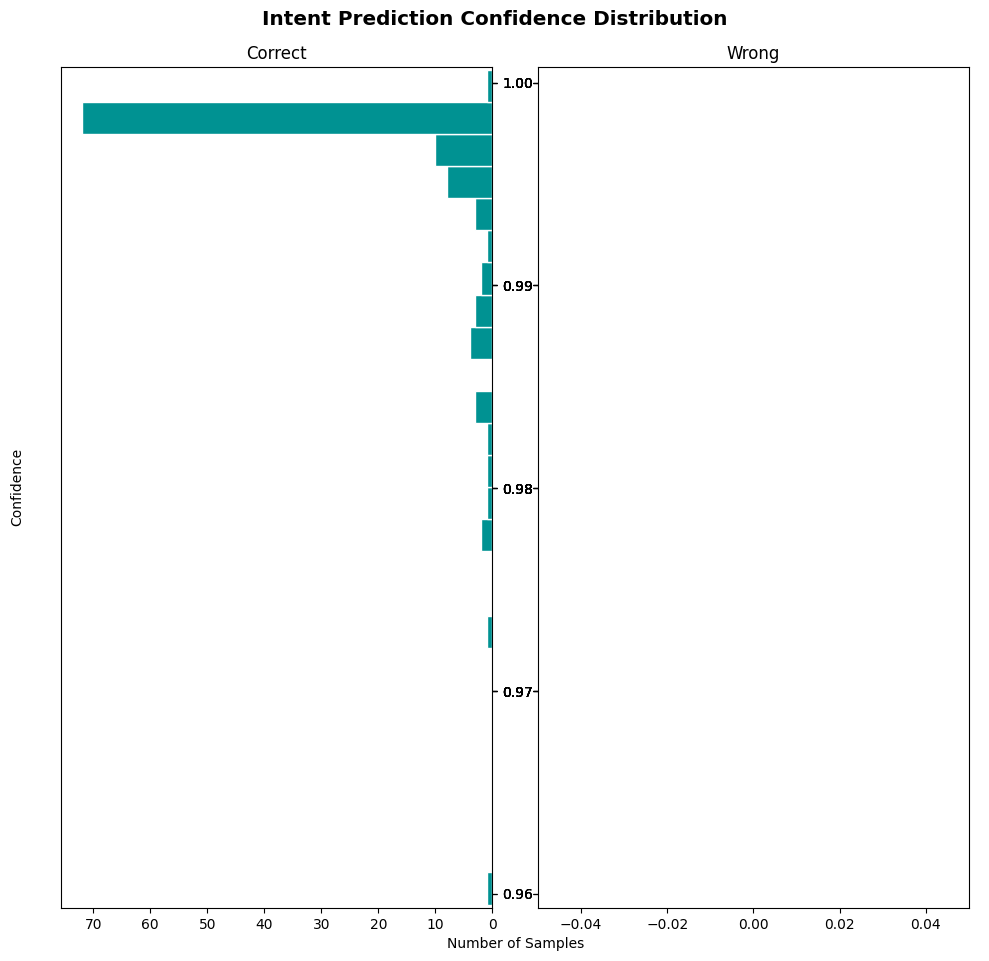 Intent Prediction Confidence Distribution
Correct
Wrong
1.00
0.99
0.98
0.97
0.96
Confidence
70 60 50 40 30 20 10 0
−0.04 −0.02 0.00 0.02 0.04
Number of Samples